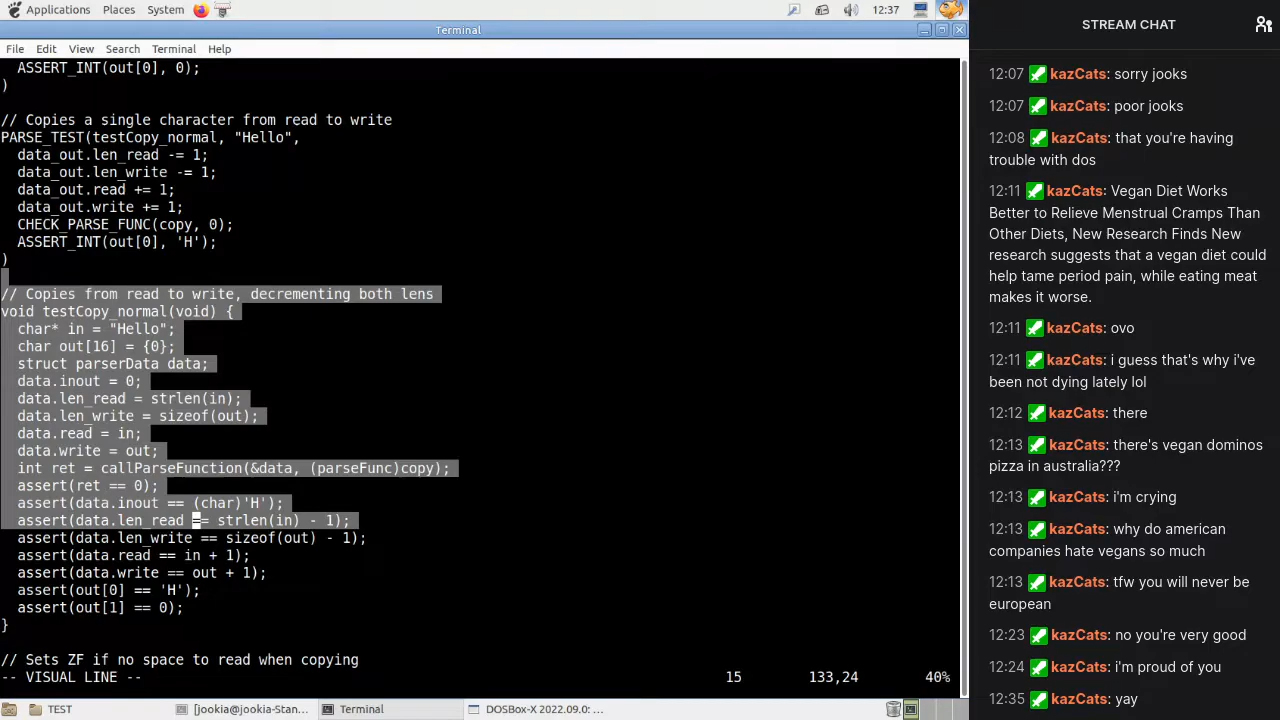 Applications Places System 12:37
Terminal
File Edit View Search Terminal Help
ASSERT_INT(out[0], 0);
)
// Copies a single character from read to write
PARSE_TEST(testCopy_normal, "Hello",
data_out.len_read -= 1;
data_out.len_write -= 1;
data_out.read += 1;
data_out.write += 1;
CHECK_PARSE_FUNC(copy, 0);
ASSERT_INT(out[0], 'H');
)
// Copies from read to write, decrementing both lens
void testCopy_normal(void) {
char* in = "Hello";
char out[16] = {0};
struct parserData data;
data.inout = 0;
data.len_read = strlen(in);
data.len_write = sizeof(out);
data.read = in;
data.write = out;
int ret = callParseFunction(&data, (parseFunc)copy);
assert(ret == 0);
assert(data.inout == (char)'H');
assert(data.len_read == strlen(in) - 1);
assert(data.len_write == sizeof(out) - 1);
assert(data.read == in + 1);
assert(data.write == out + 1);
assert(out[0] == 'H');
assert(out[1] == 0);
}
// Sets ZF if no space to read when copying
-- VISUAL LINE -- 15 133,24 40%
TEST [jookia@jookia-Stan... Terminal DOSBox-X 2022.09.0: ...
STREAM CHAT
12:07 kazCats: sorry jooks
12:07 kazCats: poor jooks
12:08 kazCats: that you're having
trouble with dos
12:11 kazCats: Vegan Diet Works
Better to Relieve Menstrual Cramps Than
Other Diets, New Research Finds New
research suggests that a vegan diet could
help tame period pain, while eating meat
makes it worse.
12:11 kazCats: ovo
12:11 kazCats: i guess that's why i've
been not dying lately lol
12:12 kazCats: there
12:13 kazCats: there's vegan dominos
pizza in australia???
12:13 kazCats: i'm crying
12:13 kazCats: why do american
companies hate vegans so much
12:13 kazCats: tfw you will never be
european
12:23 kazCats: no you're very good
12:24 kazCats: i'm proud of you
12:35 kazCats: yay